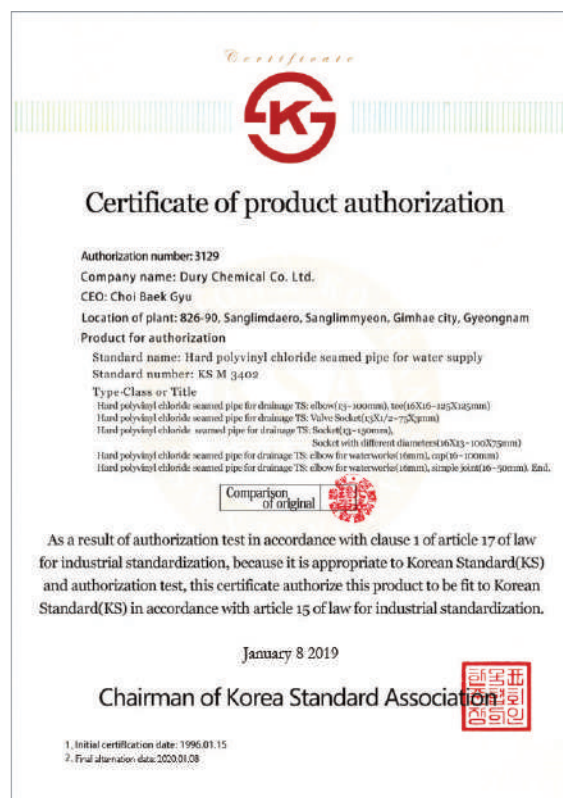 Certificate
KS
Certificate of product authorization
Authorization number: 3129
Company name: Dury Chemical Co. Ltd.
CEO: Choi Baek Gyu
Location of plant: 826-90, Sanglimdaero, Sanglimmyeon, Gimhae city, Gyeongnam
Product for authorization
Standard name: Hard polyvinyl chloride seamed pipe for water supply
Standard number: KS M 3402
Type·Class or Title
Hard polyvinyl chloride seamed pipe for drainage TS: elbow(13~100mm), tee(16X16~125X125mm)
Hard polyvinyl chloride seamed pipe for drainage TS: Valve Socket(13X1/2~75X3mm)
Hard polyvinyl chloride seamed pipe for drainage TS: Socket(13~150mm),
Socket with different diameters(16X13~100X75mm)
Hard polyvinyl chloride seamed pipe for drainage TS: elbow for waterworks(16mm), cap(16~100mm)
Hard polyvinyl chloride seamed pipe for drainage TS: elbow for waterworks(16mm), simple joint(16~50mm). End.
Comparison
of original
As a result of authorization test in accordance with clause 1 of article 17 of law
for industrial standardization, because it is appropriate to Korean Standard(KS)
and authorization test, this certificate authorize this product to be fit to Korean
Standard(KS) in accordance with article 15 of law for industrial standardization.
January 8 2019
Chairman of Korea Standard Association
1. Initial certification date: 1996.01.15
2. Final alternation date: 2020.01.08